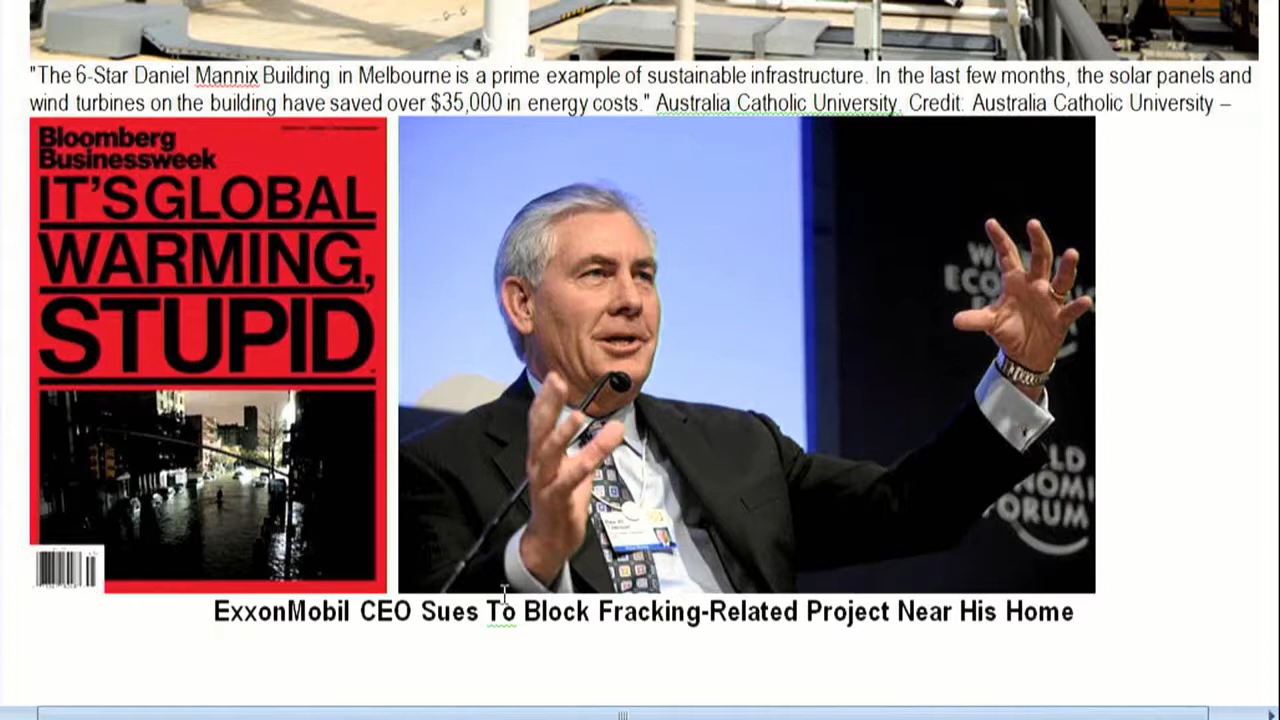 "The 6-Star Daniel Mannix Building in Melbourne is a prime example of sustainable infrastructure. In the last few months, the solar panels and
wind turbines on the building have saved over $35,000 in energy costs." Australia Catholic University. Credit: Australia Catholic University –
Bloomberg
Businessweek
IT'S GLOBAL
WARMING,
STUPID
WORLD
ECONOMIC
FORUM
ExxonMobil CEO Sues To Block Fracking-Related Project Near His Home